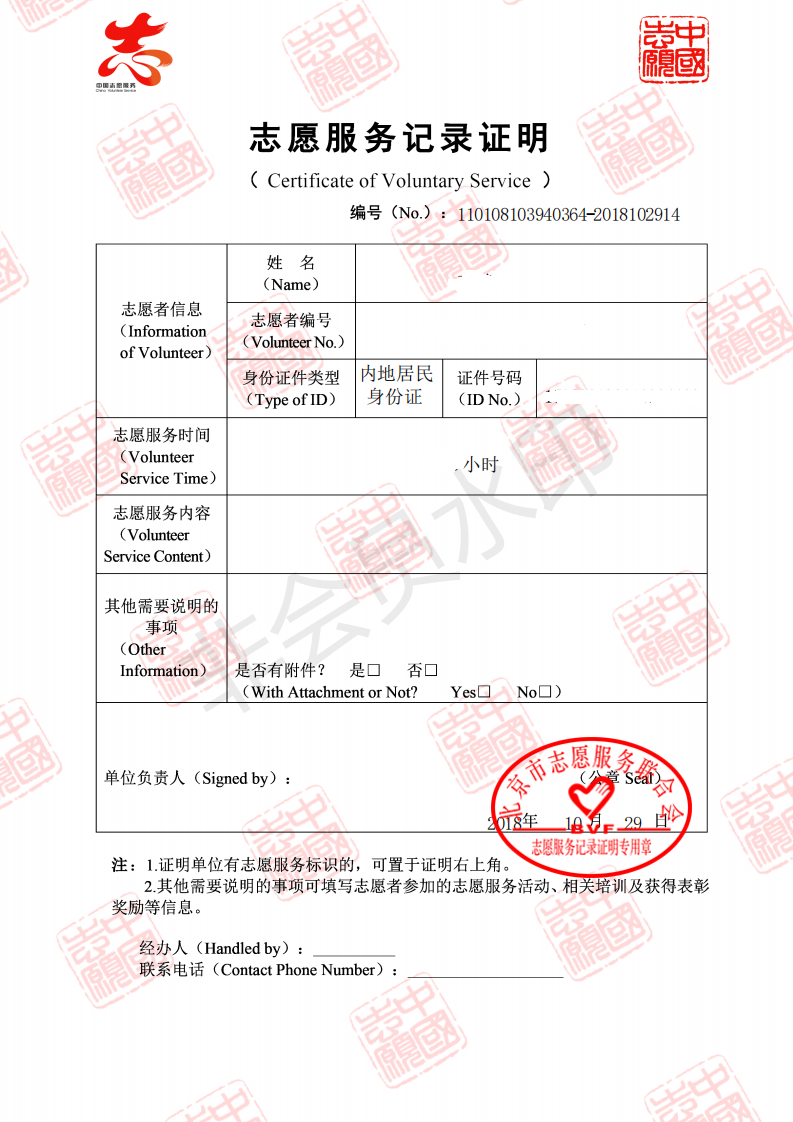 中国志愿服务
China Volunteer Service
中國
志願
志愿服务记录证明
（ Certificate of Voluntary Service ）
编号（No.）：110108103940364-2018102914
志愿者信息
（Information
of Volunteer）
姓 名
（Name）
志愿者编号
（Volunteer No.）
身份证件类型
（Type of ID）
内地居民
身份证
证件号码
（ID No.）
志愿服务时间
（Volunteer
Service Time）
小时
志愿服务内容
（Volunteer
Service Content）
其他需要说明的
事项
（Other
Information）
是否有附件？ 是□ 否□
（With Attachment or Not? Yes□ No□）
非会员水印
单位负责人（Signed by）：
（公章 Seal）
2018年 10 月 29 日
北京市志愿服务联合会
BVF
志愿服务记录证明专用章
注：1.证明单位有志愿服务标识的，可置于证明右上角。
2.其他需要说明的事项可填写志愿者参加的志愿服务活动、相关培训及获得表彰
奖励等信息。
经办人（Handled by）：
联系电话（Contact Phone Number）：